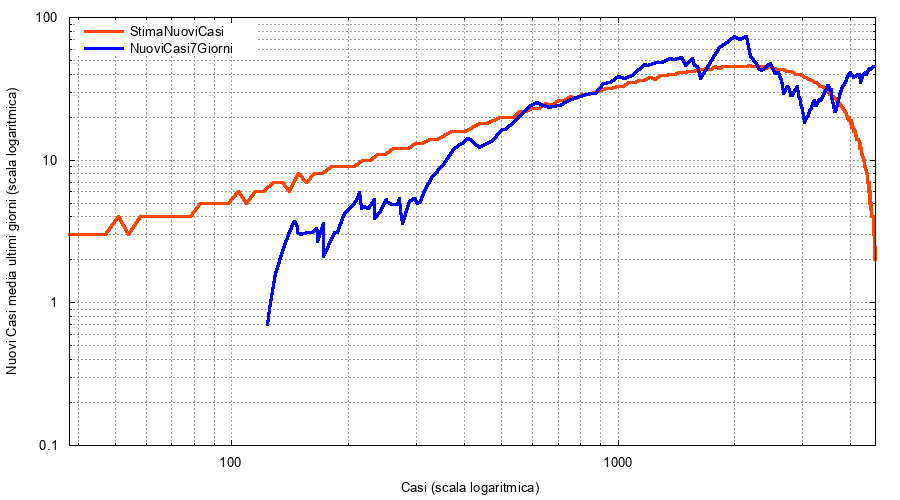 100
StimaNuoviCasi
NuoviCasi7Giorni
10
1
0.1
100
1000
Casi (scala logaritmica)
Nuovi Casi media ultimi giorni (scala logaritmica)